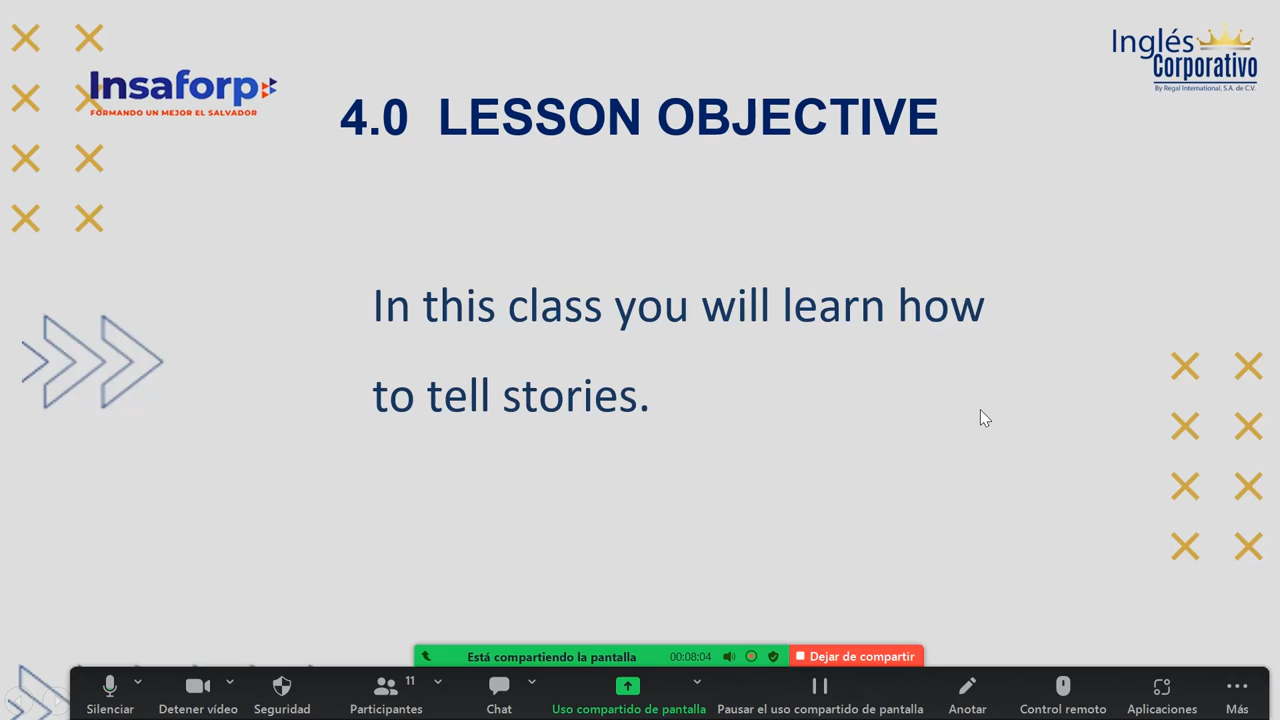 Insaforp
FORMANDO UN MEJOR EL SALVADOR
Inglés
Corporativo
By Regal International, S.A. de C.V.
4.0 LESSON OBJECTIVE
In this class you will learn how
to tell stories.
Está compartiendo la pantalla 00:08:04 Dejar de compartir
Silenciar Detener vídeo Seguridad Participantes 11 Chat Uso compartido de pantalla Pausar el uso compartido de pantalla Anotar Control remoto Aplicaciones Más